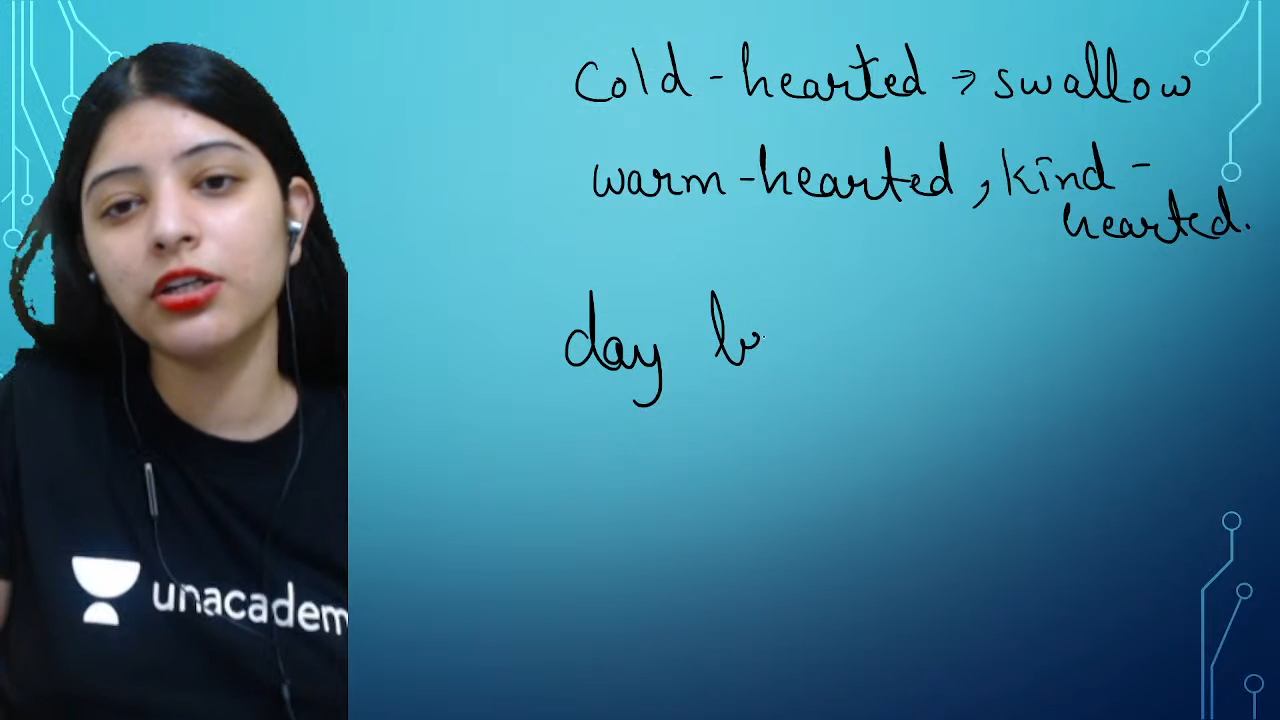 cold-hearted → swallow
warm-hearted, kind-
hearted.
day b
unacadem